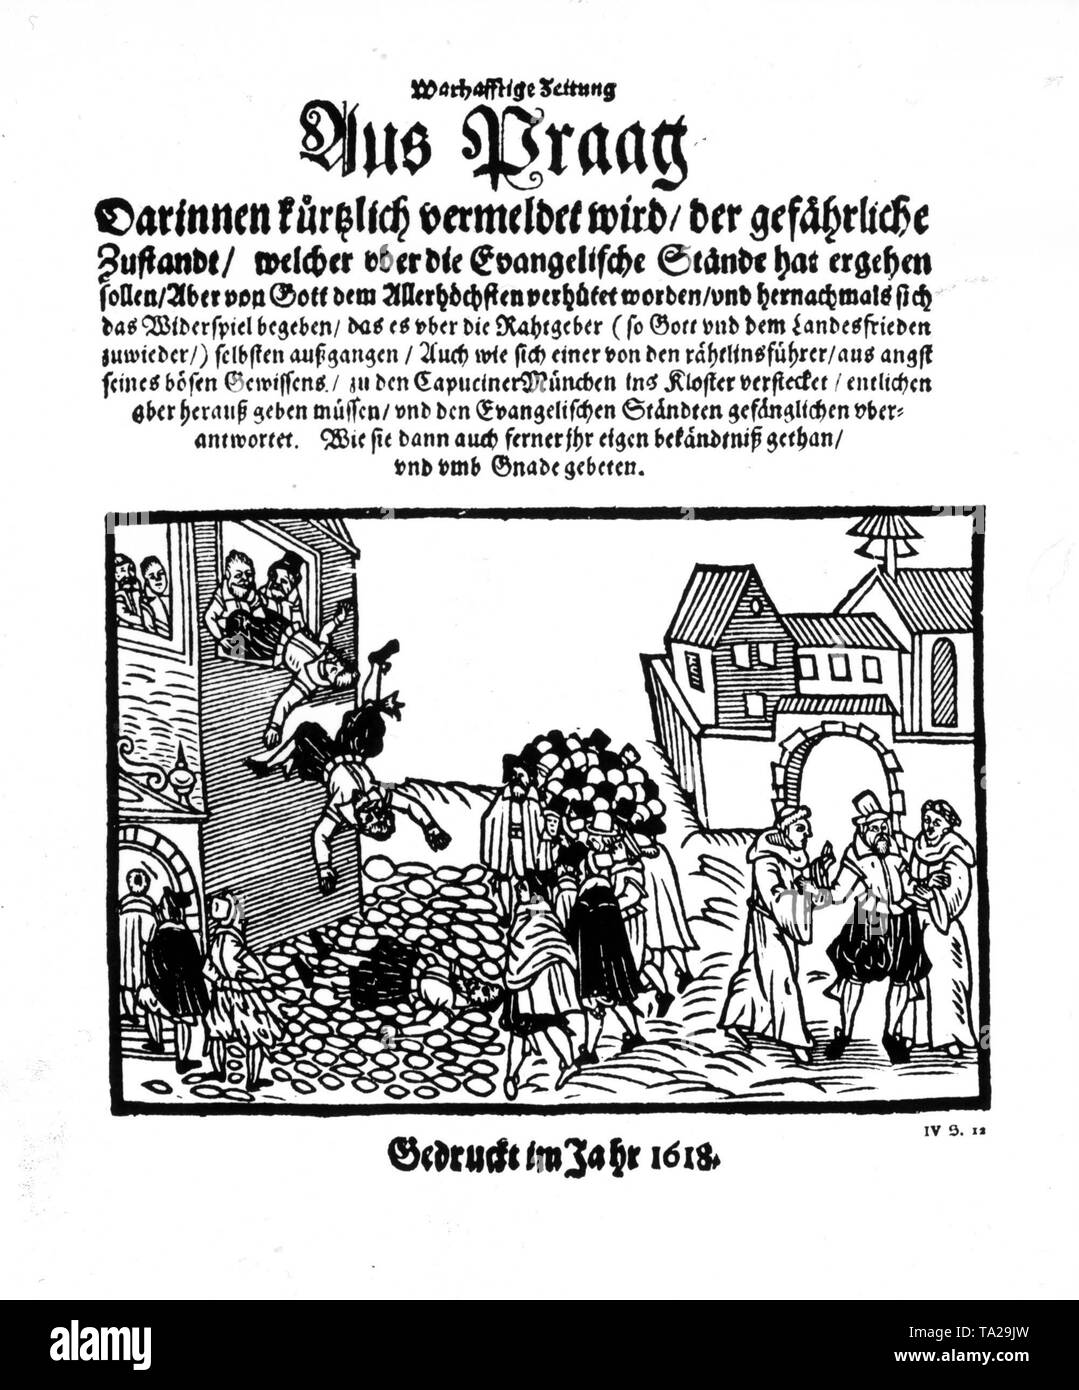 Warhafftige Zeitung
Aus Praag
Darinnen kürtzlich vermeldet wird/ der gefährliche
Zustandt/ welcher vber die Evangelische Stände hat ergehen
sollen/Aber von Gott dem Allerhöchsten verhütet worden/vnd hernachmals sich
das Widerspiel begeben/ das es vber die Rahtgeber (so Gott vnd dem Landesfrieden
zuwieder/) selbsten außgangen/ Auch wie sich einer von den rähtlinsführer/aus angst
seines bösen Gewissens/ zu den CapucinerMünchen ins Kloster verstecket/ entlichen
aber herauß geben müssen/ vnd den Evangelischen Ständten gefänglichen vber=
antwortet. Wie sie dann auch ferner jhr eigen bekändtniß gethan/
vnd vmb Gnade gebeten.
IV S. 12
Gedruckt im Jahr 1618.
alamy
Image ID: TA29JW
www.alamy.com